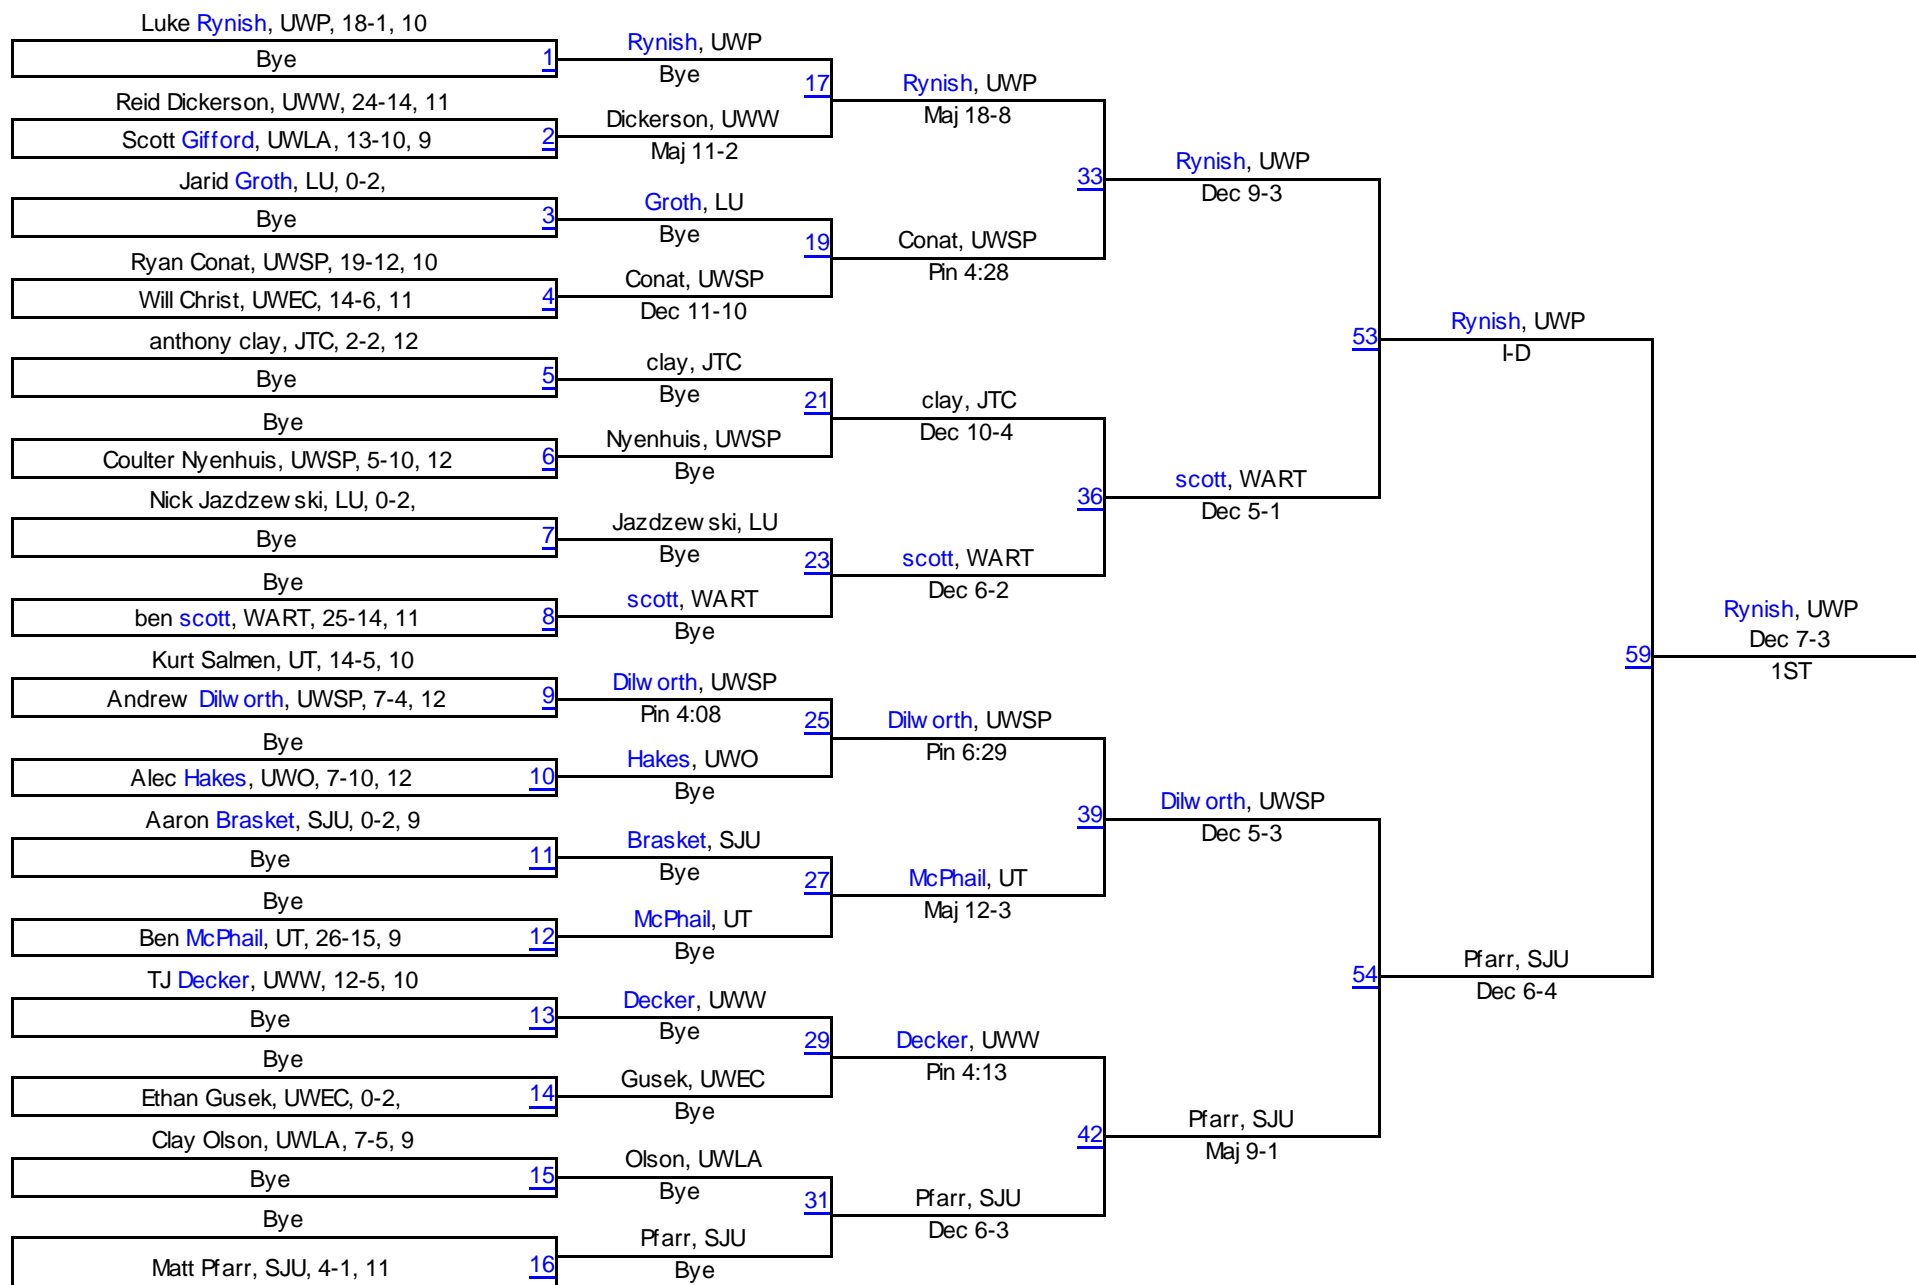 Luke Rynish, UWP, 18-1, 10
Bye
1
Reid Dickerson, UWW, 24-14, 11
Scott Gifford, UWLA, 13-10, 9
2
Jarid Groth, LU, 0-2,
Bye
3
Ryan Conat, UWSP, 19-12, 10
Will Christ, UWEC, 14-6, 11
4
anthony clay, JTC, 2-2, 12
Bye
5
Bye
Coulter Nyenhuis, UWSP, 5-10, 12
6
Nick Jazdzewski, LU, 0-2,
Bye
7
Bye
ben scott, WART, 25-14, 11
8
Kurt Salmen, UT, 14-5, 10
Andrew Dilworth, UWSP, 7-4, 12
9
Bye
Alec Hakes, UWO, 7-10, 12
10
Aaron Brasket, SJU, 0-2, 9
Bye
11
Bye
Ben McPhail, UT, 26-15, 9
12
TJ Decker, UWW, 12-5, 10
Bye
13
Bye
Ethan Gusek, UWEC, 0-2,
14
Clay Olson, UWLA, 7-5, 9
Bye
15
Bye
Matt Pfarr, SJU, 4-1, 11
16
Rynish, UWP
Bye
17
Dickerson, UWW
Maj 11-2
Groth, LU
Bye
19
Conat, UWSP
Dec 11-10
clay, JTC
Bye
21
Nyenhuis, UWSP
Bye
Jazdzewski, LU
Bye
23
scott, WART
Bye
Dilworth, UWSP
Pin 4:08
25
Hakes, UWO
Bye
Brasket, SJU
Bye
27
McPhail, UT
Bye
Decker, UWW
Bye
29
Gusek, UWEC
Bye
Olson, UWLA
Bye
31
Pfarr, SJU
Bye
Rynish, UWP
Maj 18-8
33
Conat, UWSP
Pin 4:28
clay, JTC
Dec 10-4
36
scott, WART
Dec 6-2
Dilworth, UWSP
Pin 6:29
39
McPhail, UT
Maj 12-3
Decker, UWW
Pin 4:13
42
Pfarr, SJU
Dec 6-3
Rynish, UWP
Dec 9-3
53
scott, WART
Dec 5-1
Dilworth, UWSP
Dec 5-3
54
Pfarr, SJU
Maj 9-1
Rynish, UWP
I-D
59
Pfarr, SJU
Dec 6-4
Rynish, UWP
Dec 7-3
1ST